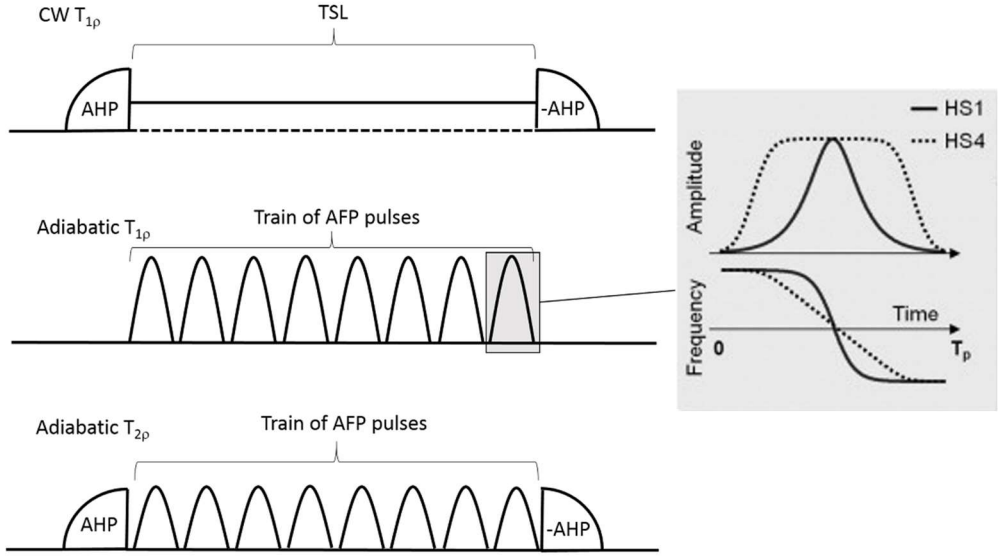 CW T1ρ
TSL
AHP
-AHP
Adiabatic T1ρ
Train of AFP pulses
HS1
HS4
Amplitude
Frequency
Time
0
Tp
Adiabatic T2ρ
Train of AFP pulses
AHP
-AHP